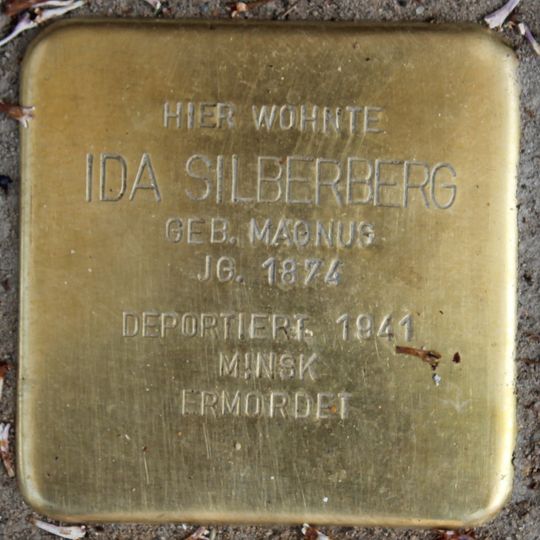 HIER WOHNTE
IDA SILBERBERG
GEB. MAGNUS
JG. 1874
DEPORTIERT 1941
MINSK
ERMORDET